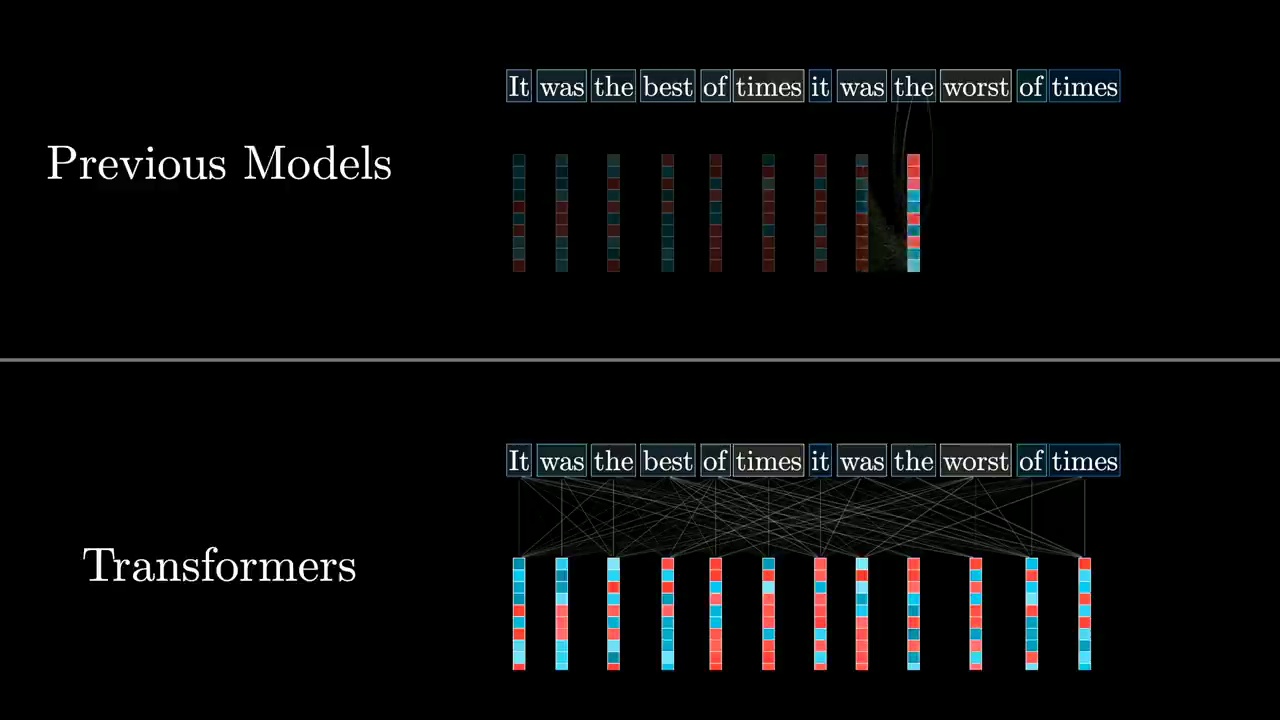 It was the best of times it was the worst of times
Previous Models
It was the best of times it was the worst of times
Transformers